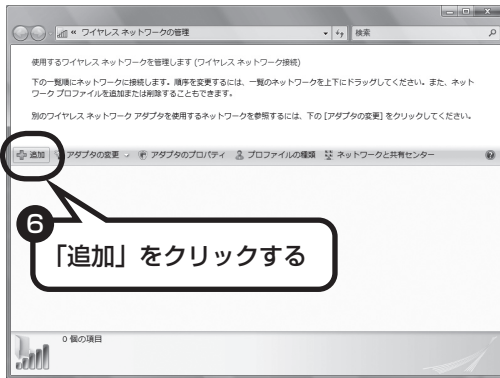 « ワイヤレス ネットワークの管理
検索
使用するワイヤレス ネットワークを管理します (ワイヤレス ネットワーク接続)
下の一覧順にネットワークに接続します。順序を変更するには、一覧のネットワークを上下にドラッグしてください。また、ネット
ワーク プロファイルを追加または削除することもできます。
別のワイヤレス ネットワーク アダプタを使用するネットワークを参照するには、下の [アダプタの変更] をクリックしてください。
追加 アダプタの変更 アダプタのプロパティ プロファイルの種類 ネットワークと共有センター
6
「追加」をクリックする
0 個の項目